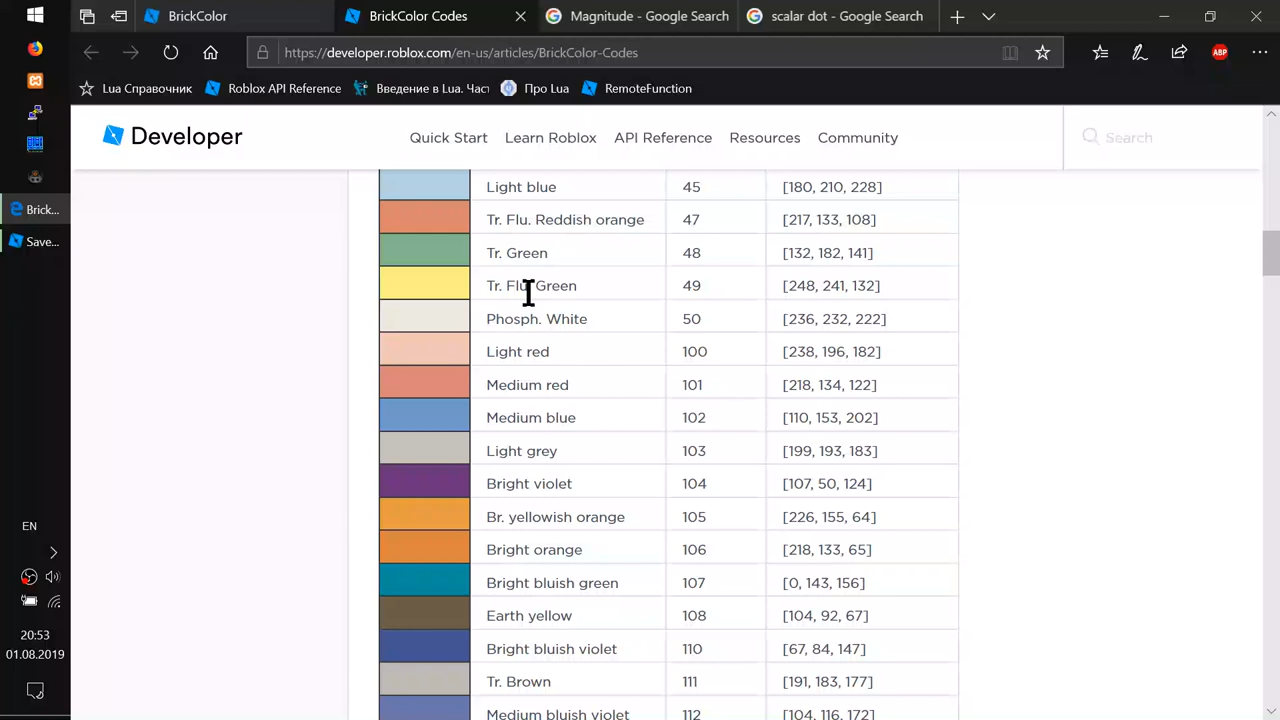 BrickColor
BrickColor Codes
Magnitude - Google Search
scalar dot - Google Search
https://developer.roblox.com/en-us/articles/BrickColor-Codes
ABP
Lua Справочник
Roblox API Reference
Введение в Lua. Част
Про Lua
RemoteFunction
Developer
Quick Start
Learn Roblox
API Reference
Resources
Community
Search
Light blue 45 [180, 210, 228]
Tr. Flu. Reddish orange 47 [217, 133, 108]
Tr. Green 48 [132, 182, 141]
Tr. Flu. Green 49 [248, 241, 132]
Phosph. White 50 [236, 232, 222]
Light red 100 [238, 196, 182]
Medium red 101 [218, 134, 122]
Medium blue 102 [110, 153, 202]
Light grey 103 [199, 193, 183]
Bright violet 104 [107, 50, 124]
Br. yellowish orange 105 [226, 155, 64]
Bright orange 106 [218, 133, 65]
Bright bluish green 107 [0, 143, 156]
Earth yellow 108 [104, 92, 67]
Bright bluish violet 110 [67, 84, 147]
Tr. Brown 111 [191, 183, 177]
Medium bluish violet 112 [104, 116, 172]
Brick...
Save...
EN
20:53
01.08.2019